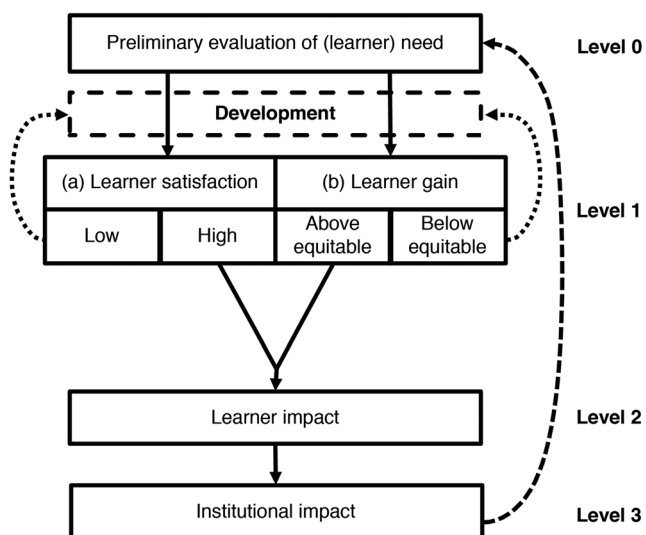 Preliminary evaluation of (learner) need
Level 0
Development
(a) Learner satisfaction
(b) Learner gain
Level 1
Low
High
Above
equitable
Below
equitable
Learner impact
Level 2
Institutional impact
Level 3